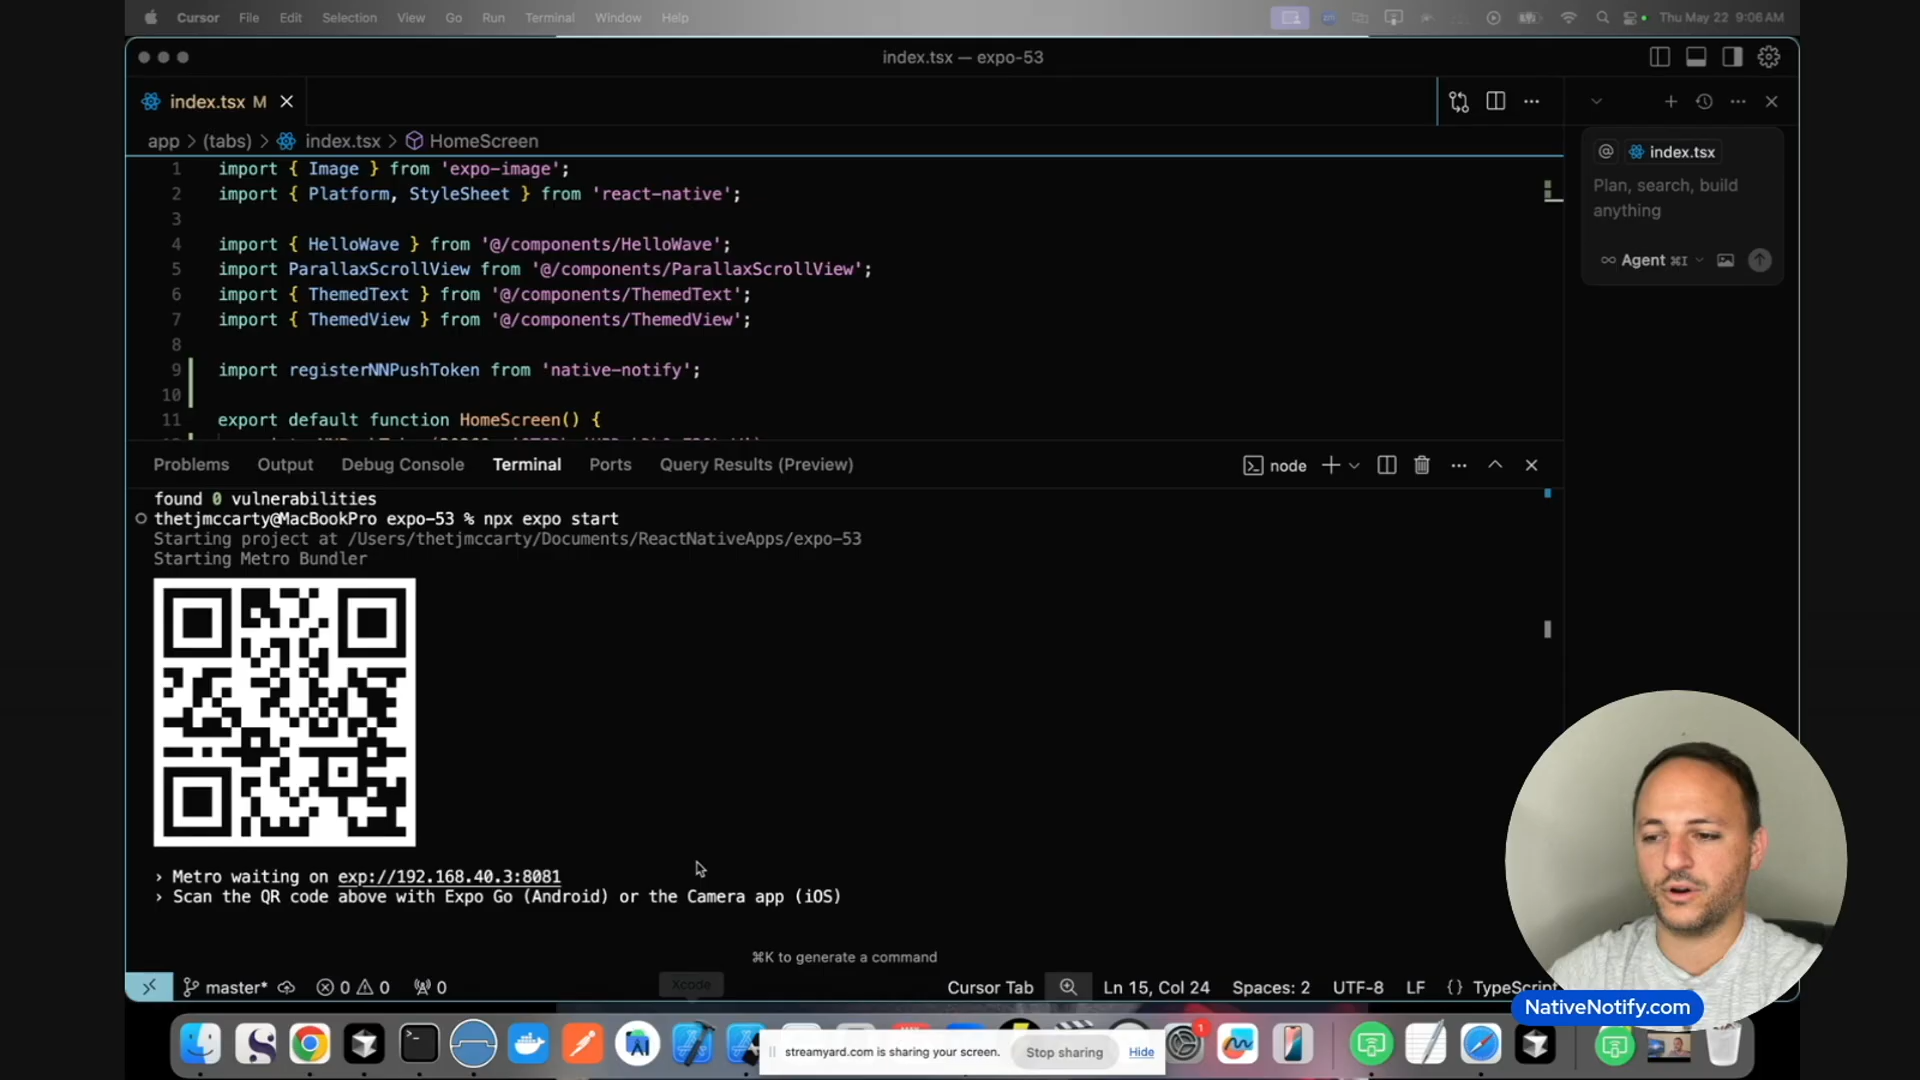 Cursor File Edit Selection View Go Run Terminal Window Help Thu May 22 9:06 AM
index.tsx — expo-53
index.tsx M
app > (tabs) > index.tsx > HomeScreen
1 import { Image } from 'expo-image';
2 import { Platform, StyleSheet } from 'react-native';
3
4 import { HelloWave } from '@/components/HelloWave';
5 import ParallaxScrollView from '@/components/ParallaxScrollView';
6 import { ThemedText } from '@/components/ThemedText';
7 import { ThemedView } from '@/components/ThemedView';
8
9 import registerNNPushToken from 'native-notify';
10
11 export default function HomeScreen() {
@ index.tsx
Plan, search, build
anything
∞ Agent ⌘I
Problems Output Debug Console Terminal Ports Query Results (Preview) node
found 0 vulnerabilities
thetjmccarty@MacBookPro expo-53 % npx expo start
Starting project at /Users/thetjmccarty/Documents/ReactNativeApps/expo-53
Starting Metro Bundler
› Metro waiting on exp://192.168.40.3:8081
› Scan the QR code above with Expo Go (Android) or the Camera app (iOS)
⌘K to generate a command
master* 0 0 0 Xcode Cursor Tab Ln 15, Col 24 Spaces: 2 UTF-8 LF {} TypeScript
NativeNotify.com
streamyard.com is sharing your screen. Stop sharing Hide
1